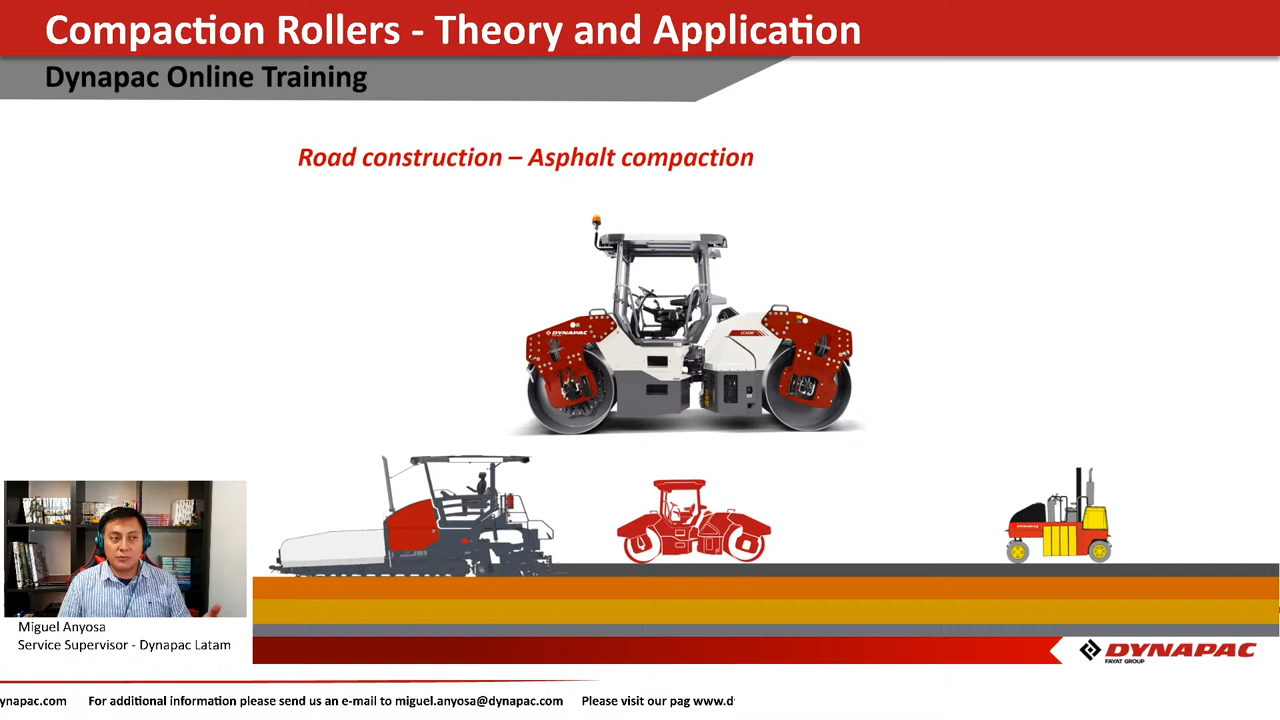 Compaction Rollers - Theory and Application
Dynapac Online Training
Road construction – Asphalt compaction
DYNAPAC
Miguel Anyosa
Service Supervisor - Dynapac Latam
DYNAPAC
FAYAT GROUP
ynapac.com For additional information please send us an e-mail to miguel.anyosa@dynapac.com Please visit our pag www.d